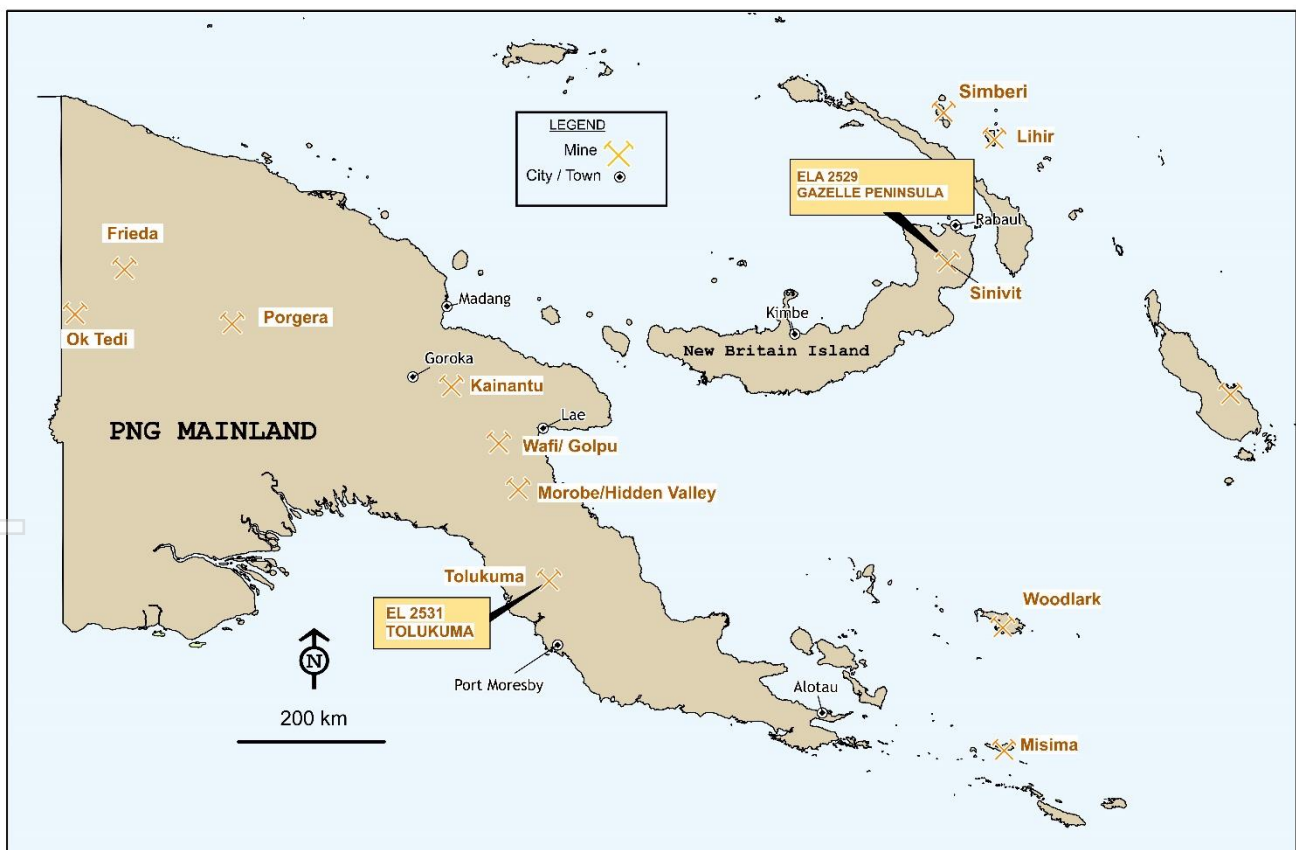 LEGEND
Mine
City / Town
Simberi
Lihir
ELA 2529
GAZELLE PENINSULA
Rabaul
Sinivit
Frieda
Ok Tedi
Porgera
Madang
Kimbe
New Britain Island
Goroka
Kainantu
Lae
PNG MAINLAND
Wafi/ Golpu
Morobe/Hidden Valley
Tolukuma
EL 2531
TOLUKUMA
Woodlark
N
Port Moresby
Alotau
200 km
Misima